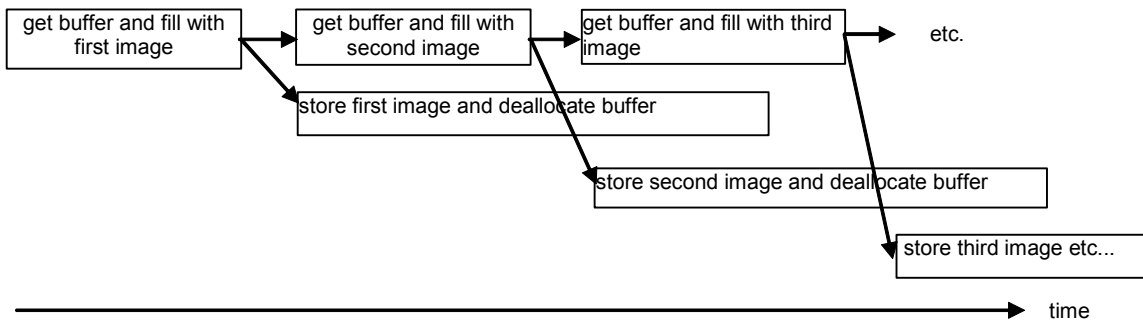 get buffer and fill with
first image
get buffer and fill with
second image
get buffer and fill with third
image
etc.
store first image and deallocate buffer
store second image and deallocate buffer
store third image etc...
time